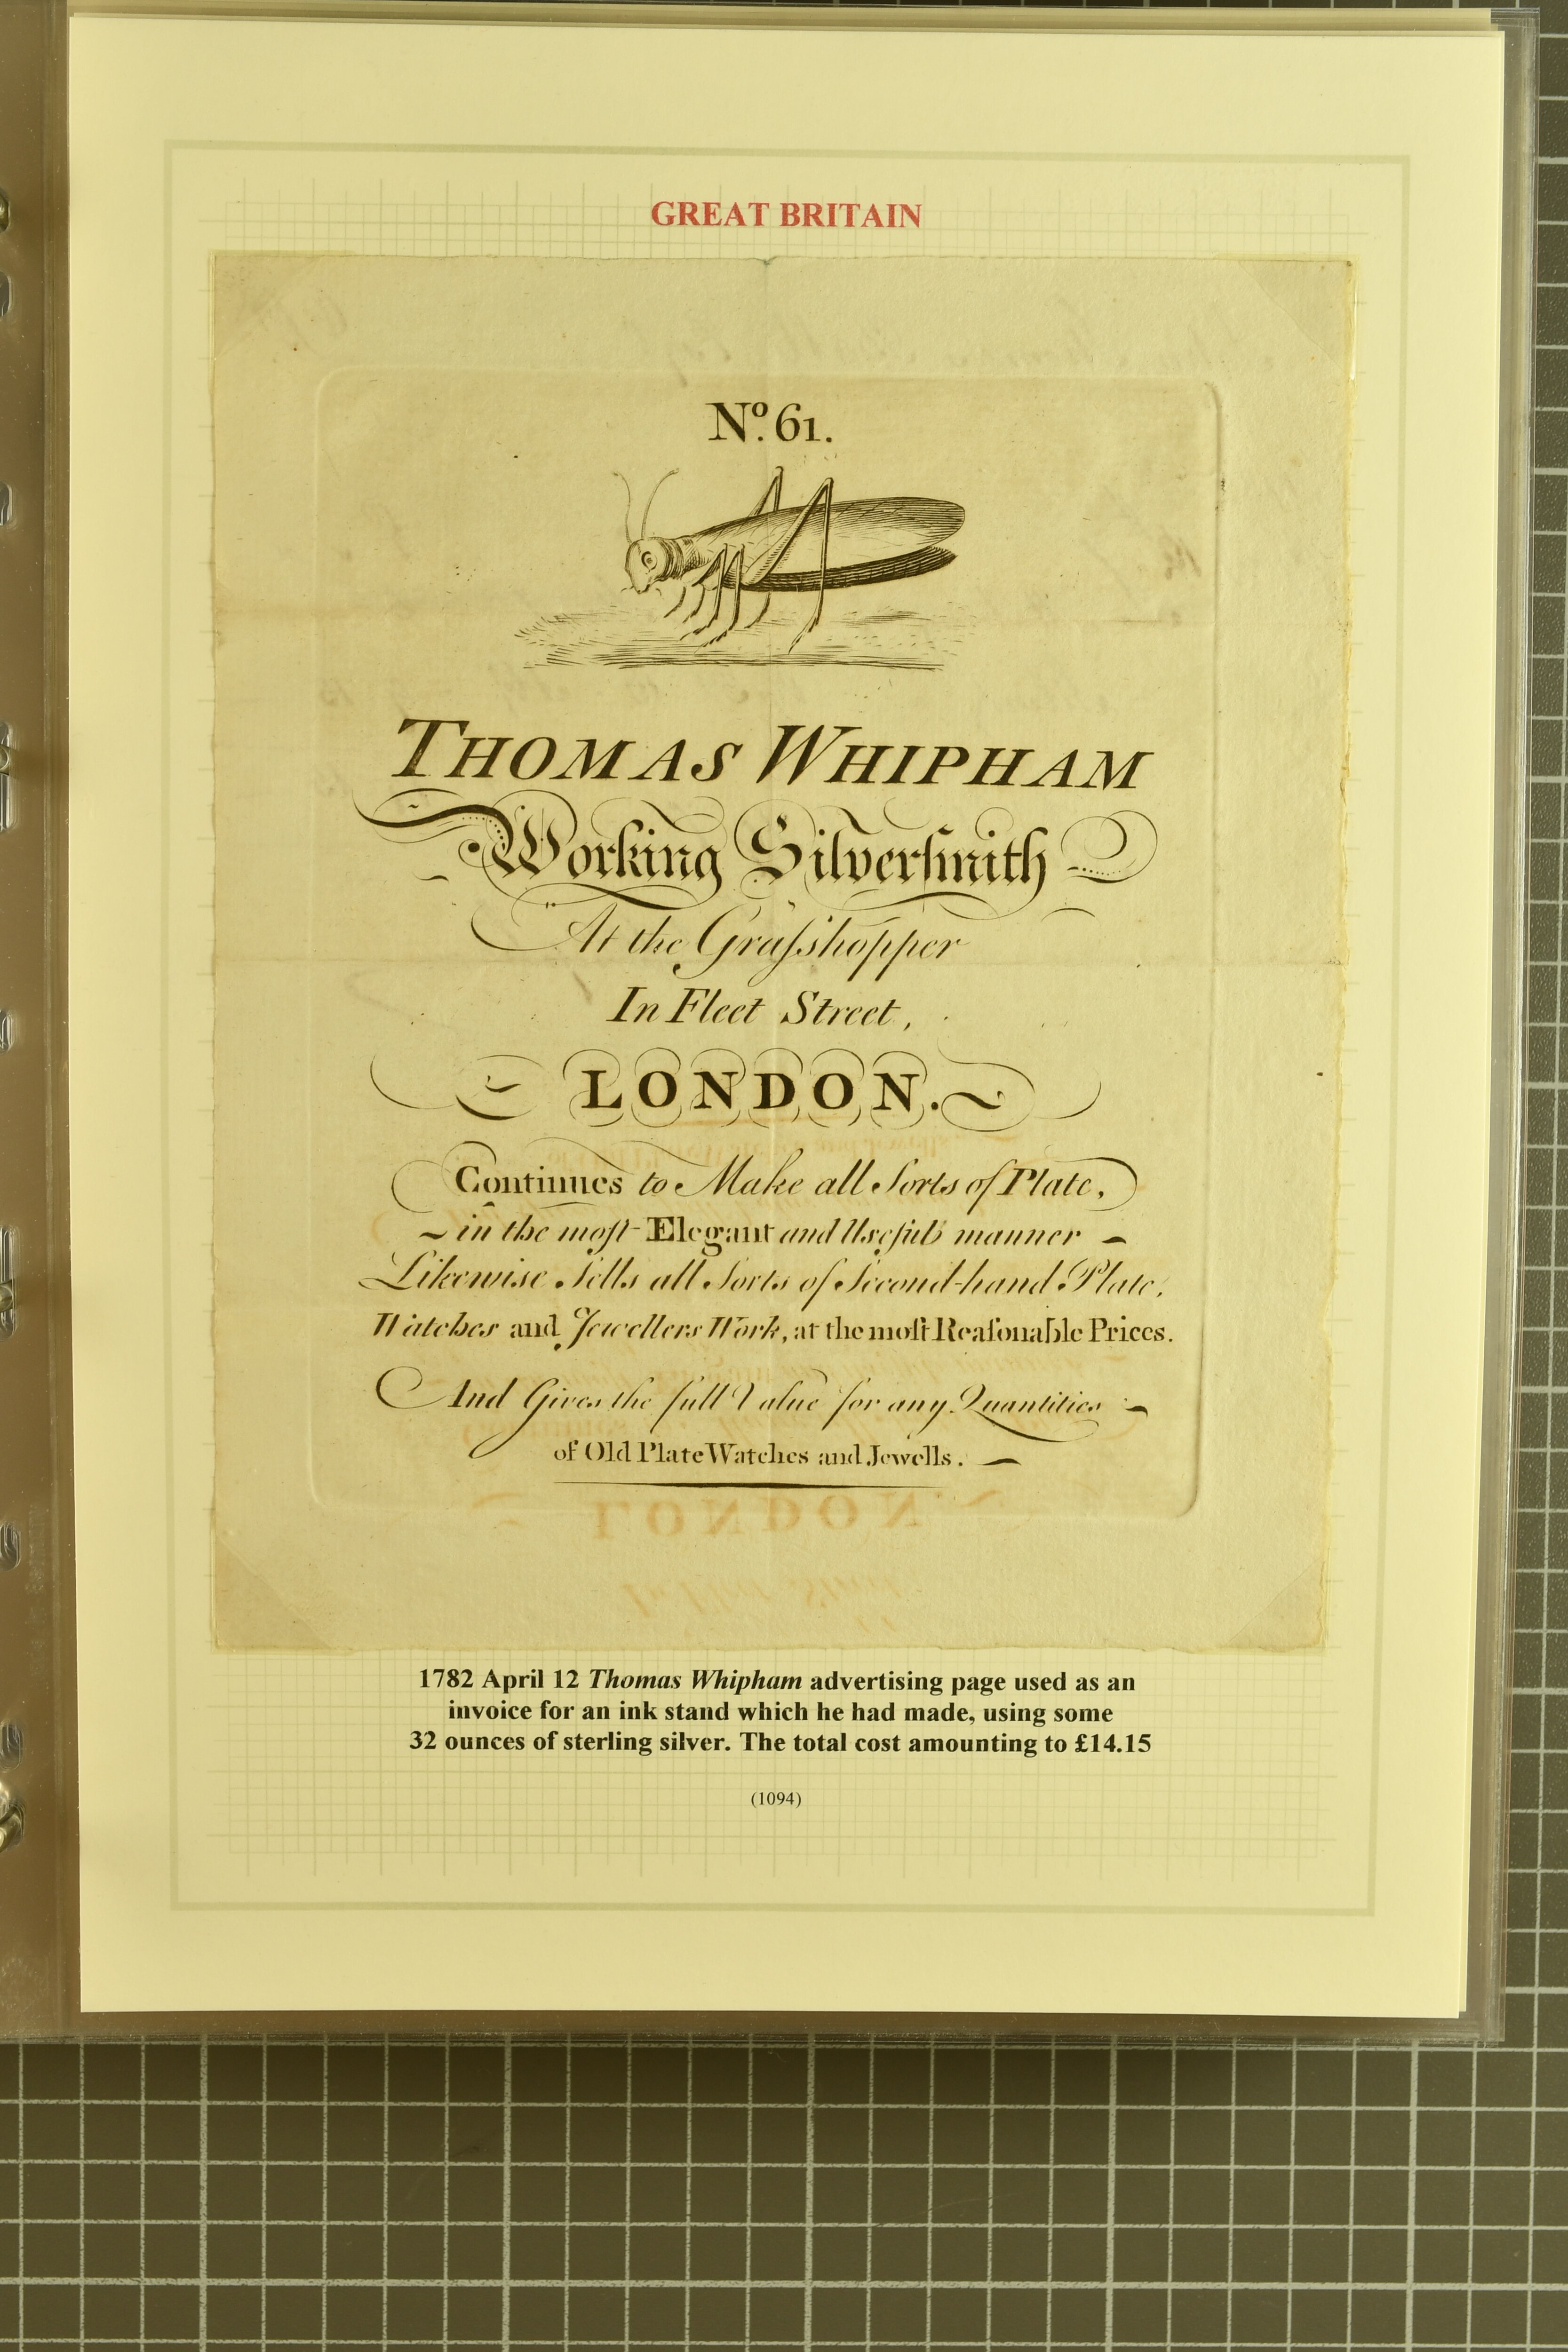 GREAT BRITAIN
Nº. 61.
THOMAS WHIPHAM
Working Silverſmith
At the Graſshopper
In Fleet Street,
LONDON.
Continues to Make all Sorts of Plate,
in the moſt Elegant and Useful manner
Likewise Sells all Sorts of Second-hand Plate,
Watches and Jewellers Work, at the moſt Reaſonable Prices.
And Gives the full Value for any Quantities
of Old Plate Watches and Jewells.
LONDON
1782 April 12 Thomas Whipham advertising page used as an
invoice for an ink stand which he had made, using some
32 ounces of sterling silver. The total cost amounting to £14.15
(1094)